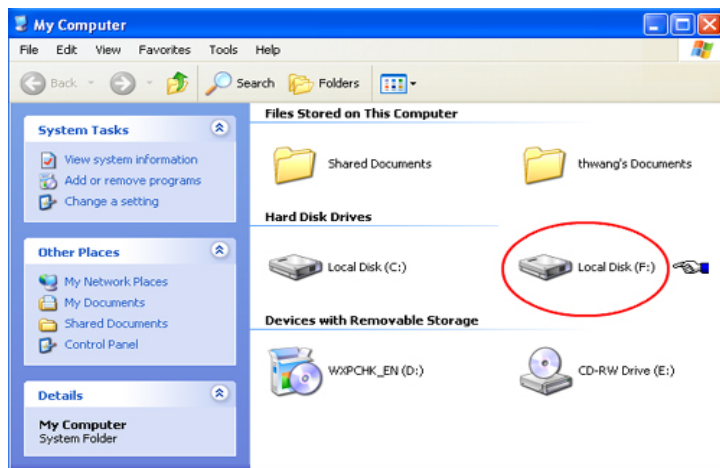 My Computer
File Edit View Favorites Tools Help
Back Search Folders
System Tasks
View system information
Add or remove programs
Change a setting
Other Places
My Network Places
My Documents
Shared Documents
Control Panel
Details
My Computer
System Folder
Files Stored on This Computer
Shared Documents thwang's Documents
Hard Disk Drives
Local Disk (C:) Local Disk (F:)
Devices with Removable Storage
WXPCHK_EN (D:) CD-RW Drive (E:)